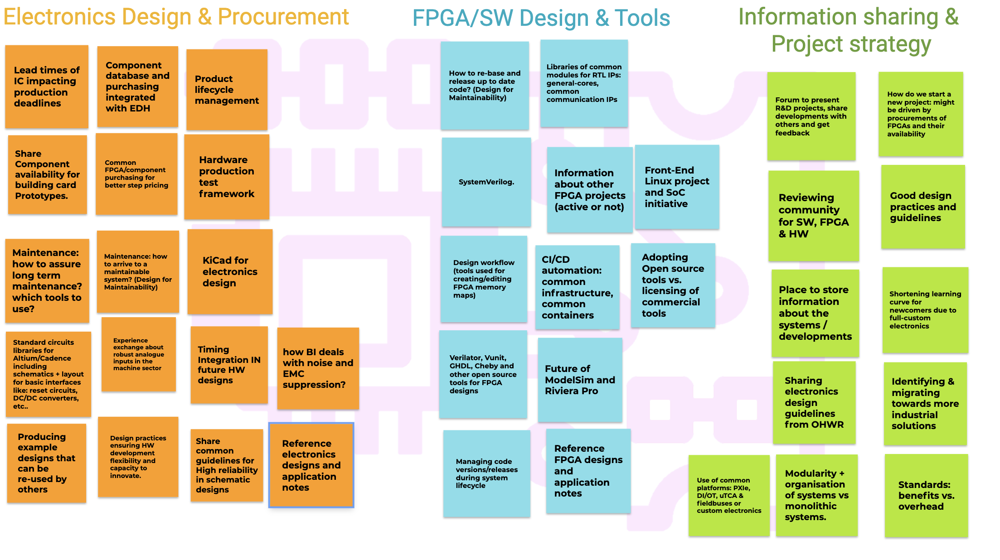 Electronics Design & Procurement
Lead times of
IC impacting
production
deadlines
Component
database and
purchasing
integrated
with EDH
Product
lifecycle
management
Share
Component
availability for
building card
Prototypes.
Common
FPGA/component
purchasing for
better step pricing
Hardware
production
test
framework
Maintenance:
how to assure
long term
maintenance?
which tools to
use?
Maintenance: how
to arrive to a
maintainable
system? (Design for
Maintainability)
KiCad for
electronics
design
Standard circuits
libraries for
Altium/Cadence
including
schematics + layout
for basic interfaces
like: reset circuits,
DC/DC converters,
etc..
Experience
exchange about
robust analogue
inputs in the
machine sector
Timing
Integration IN
future HW
designs
how BI deals
with noise and
EMC
suppression?
Producing
example
designs that
can be
re-used by
others
Design practices
ensuring HW
development
flexibility and
capacity to
innovate.
Share
common
guidelines for
High reliability
in schematic
designs
Reference
electronics
designs and
application
notes
FPGA/SW Design & Tools
How to re-base and
release up to date
code? (Design for
Maintainability)
Libraries of common
modules for RTL IPs:
general-cores,
common
communication IPs
SystemVerilog.
Information
about other
FPGA projects
(active or not)
Front-End
Linux project
and SoC
initiative
Design workflow
(tools used for
creating/editing
FPGA memory
maps)
CI/CD
automation:
common
infrastructure,
common
containers
Adopting
Open source
tools vs.
licensing of
commercial
tools
Verilator, Vunit,
GHDL, Cheby and
other open source
tools for FPGA
designs
Future of
ModelSim and
Riviera Pro
Managing code
versions/releases
during system
lifecycle
Reference
FPGA designs
and
application
notes
Information sharing &
Project strategy
Forum to present
R&D projects, share
developments with
others and get
feedback
How do we start a
new project: might
be driven by
procurements of
FPGAs and their
availability
Reviewing
community
for SW, FPGA
& HW
Good design
practices and
guidelines
Place to store
information
about the
systems /
developments
Shortening learning
curve for
newcomers due to
full-custom
electronics
Sharing
electronics
design
guidelines
from OHWR
Identifying &
migrating
towards more
industrial
solutions
Use of common
platforms: PXIe,
DI/OT, uTCA &
fieldbuses or
custom electronics
Modularity +
organisation
of systems vs
monolithic
systems.
Standards:
benefits vs.
overhead